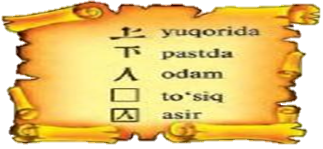 上 yuqorida
下 pastda
人 odam
口 to‘siq
囚 asir